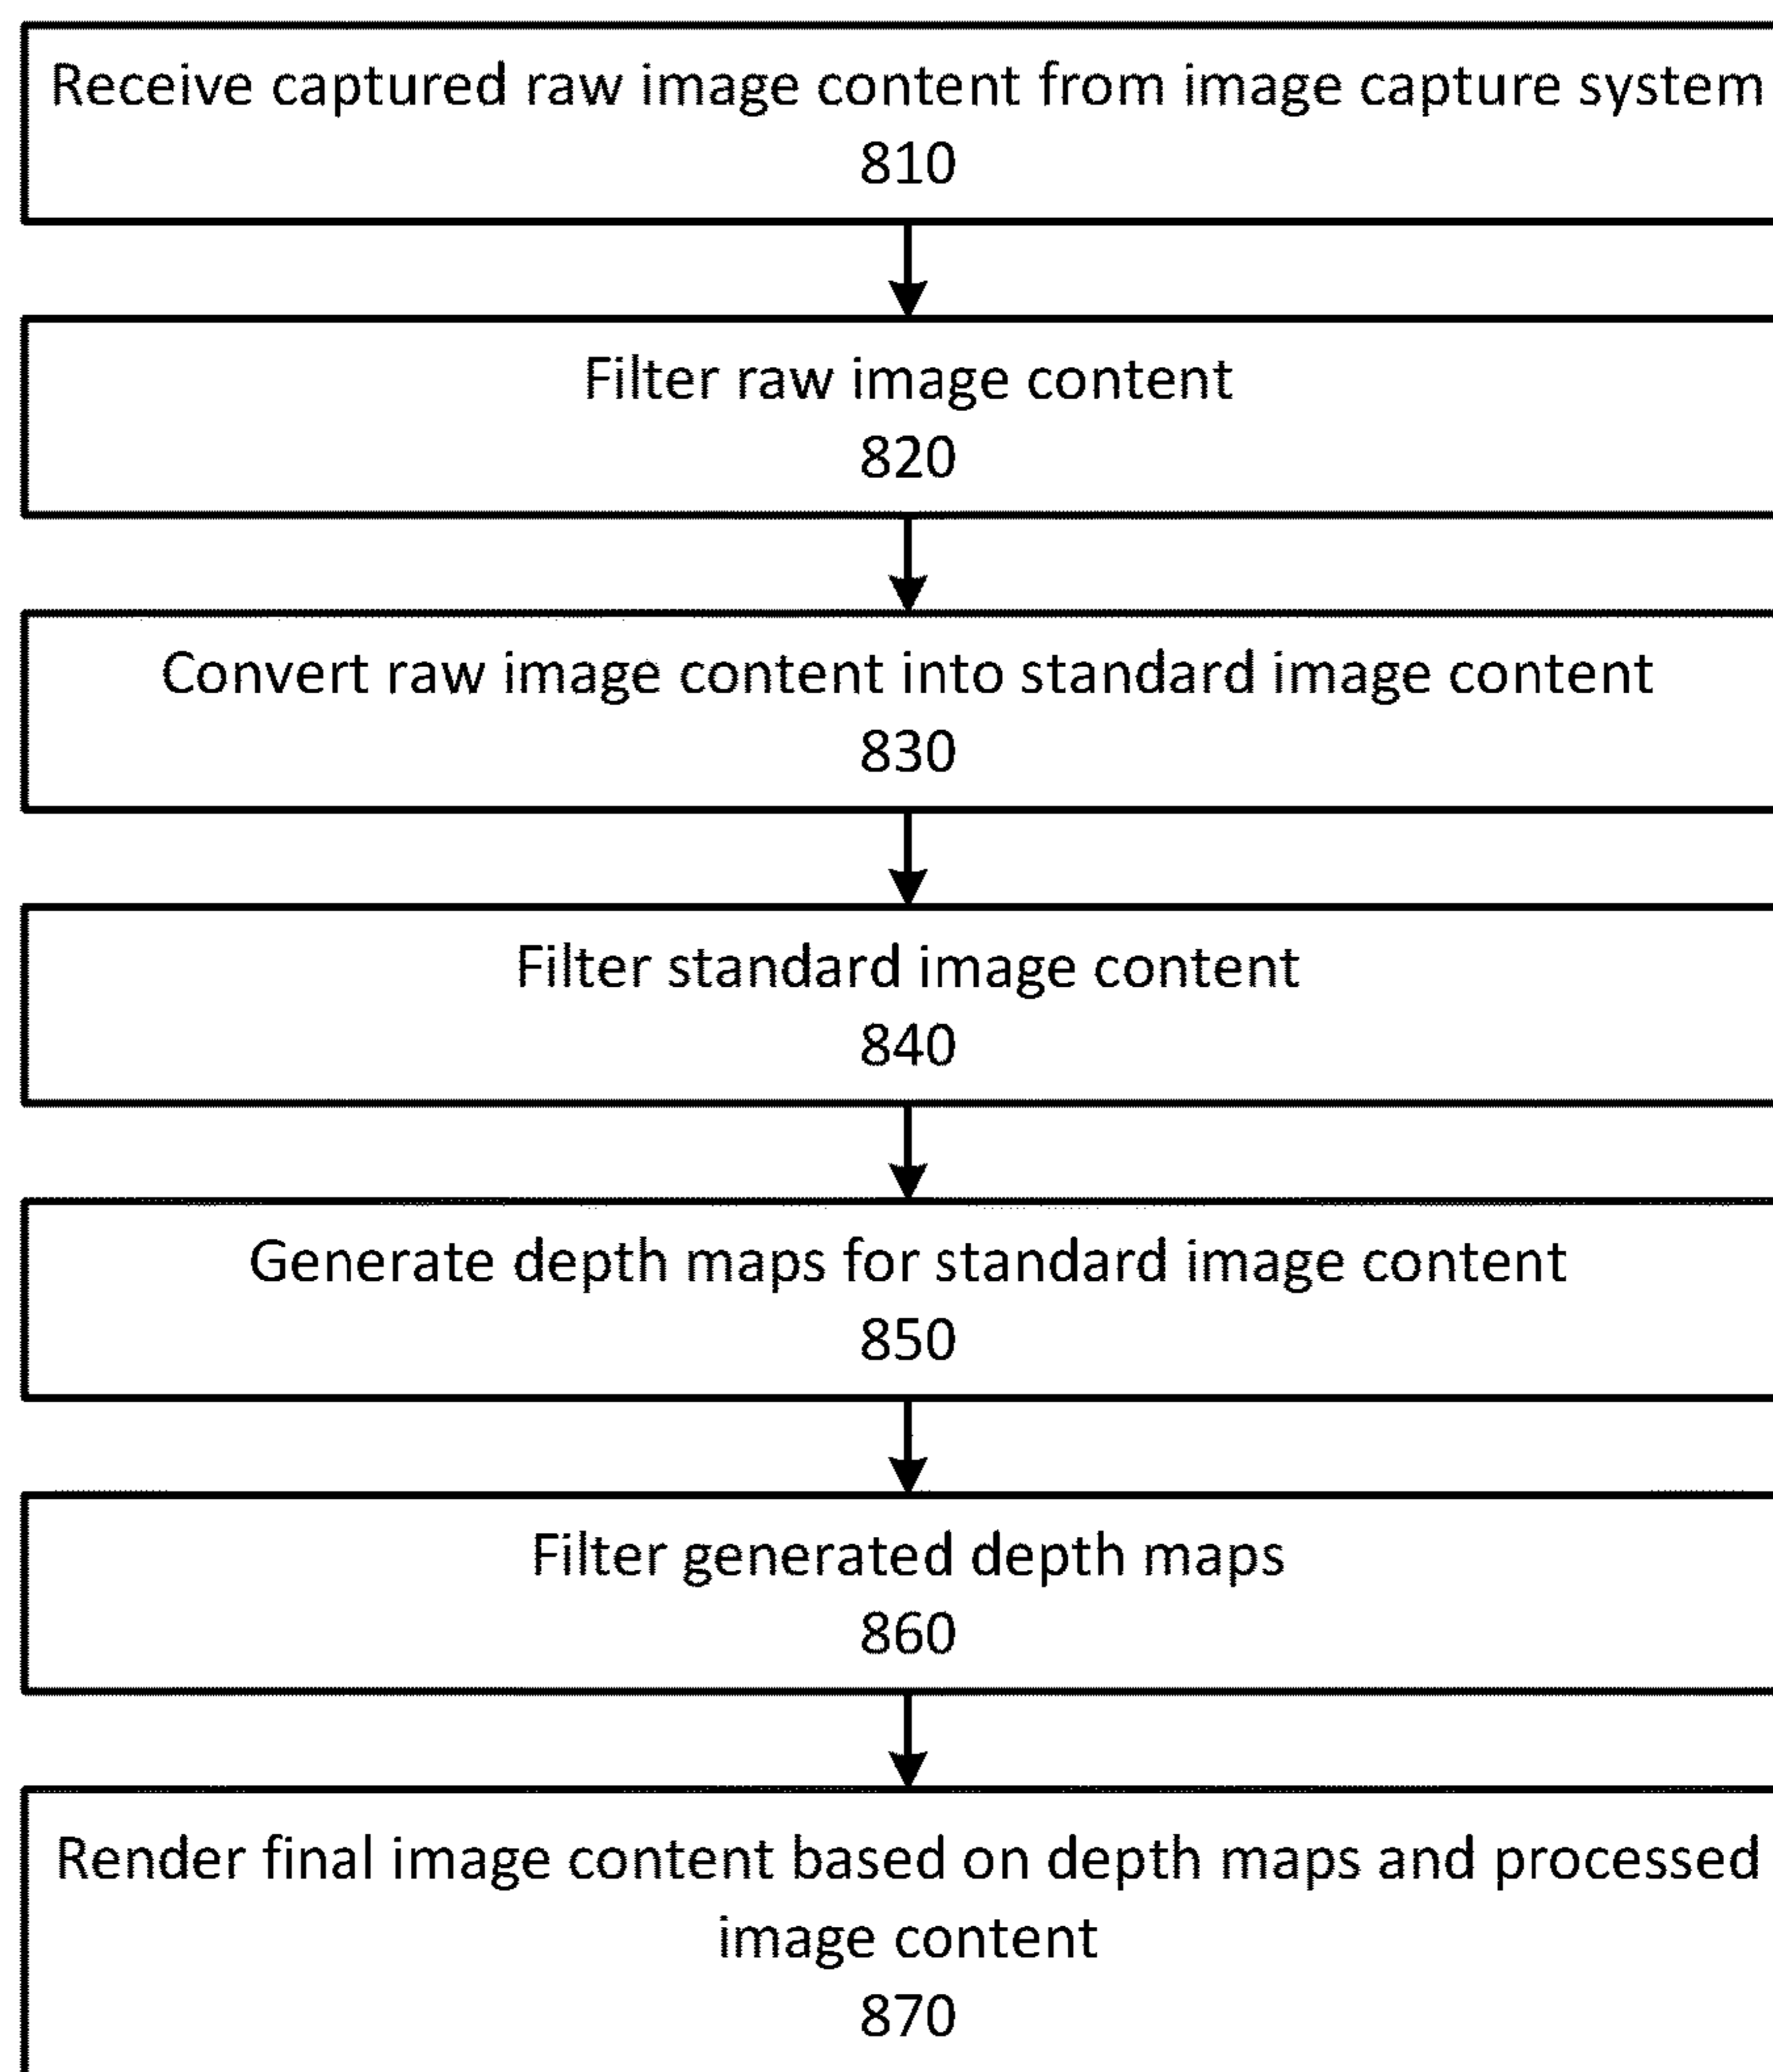 Receive captured raw image content from image capture system
810
Filter raw image content
820
Convert raw image content into standard image content
830
Filter standard image content
840
Generate depth maps for standard image content
850
Filter generated depth maps
860
Render final image content based on depth maps and processed
image content
870